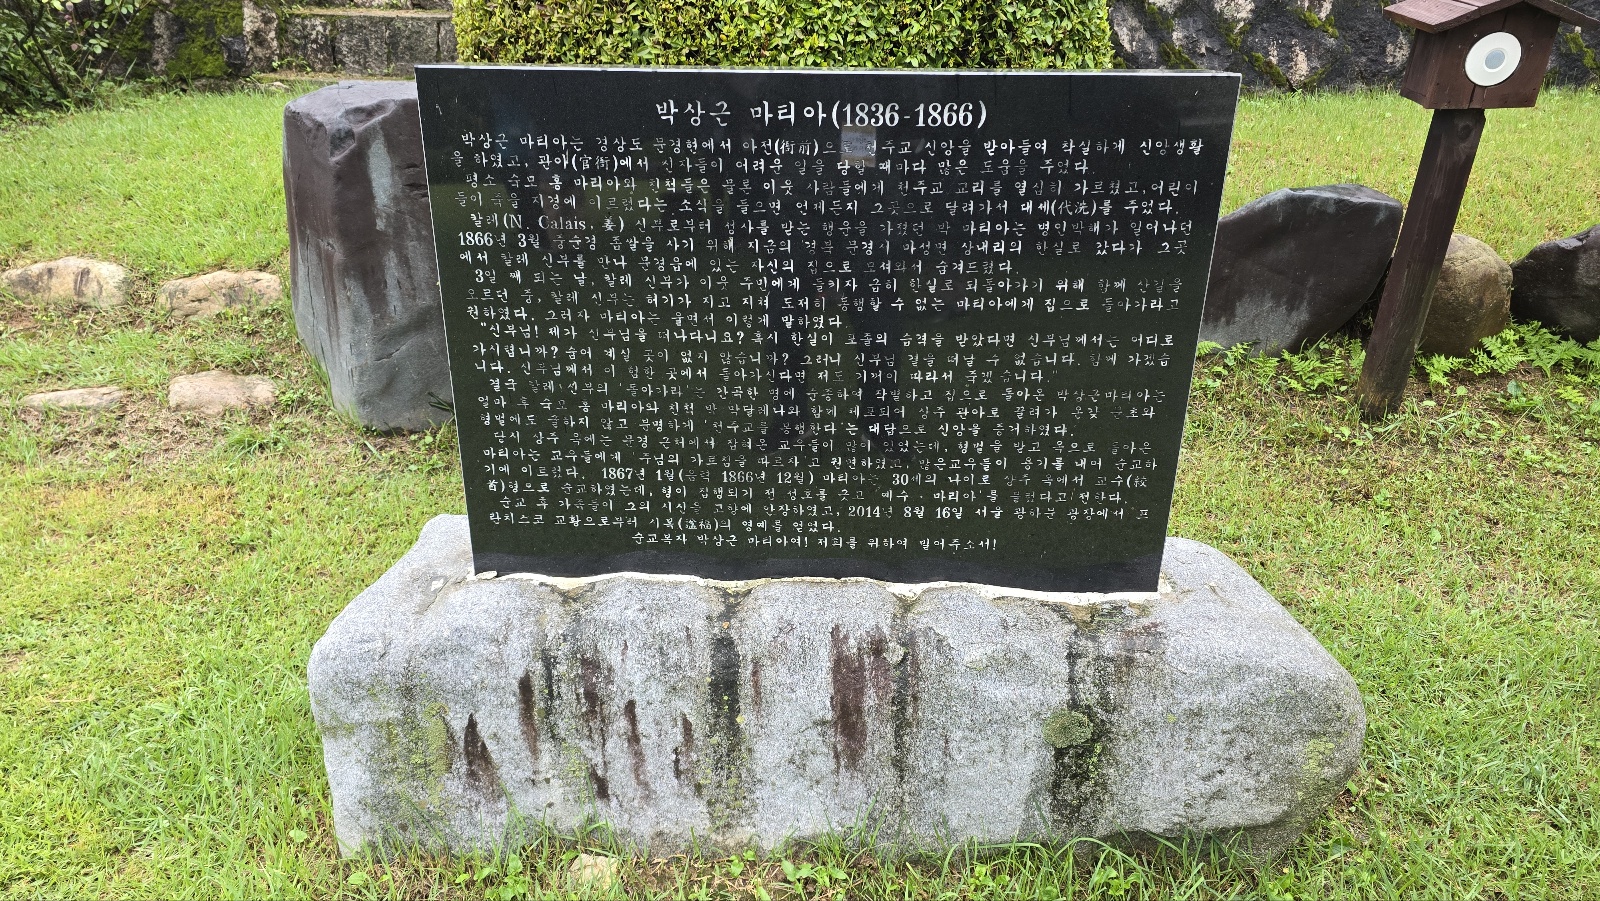 박상근 마티아(1836-1866)
박상근 마티아는 경상도 문경현에서 아전(衙前)으로 천주교 신앙을 받아들여 착실하게 신앙생활
을 하였고, 관아(官衙)에서 신자들이 어려운 일을 당할 때마다 많은 도움을 주었다.
평소 숙모 홍 마리아와 친척들은 물론 이웃 사람들에게 천주교 교리를 열심히 가르쳤고, 어린이
들이 죽을 지경에 이르렀다는 소식을 들으면 언제든지 그곳으로 달려가서 대세(代洗)를 주었다.
칼레(N. Calais, 姜) 신부로부터 성사를 받는 행운을 가졌던 박 마티아는 병인박해가 일어나던
1866년 3월 중순경 좁쌀을 사기 위해 지금의 경북 문경시 마성면 상내리의 한실로 갔다가 그곳
에서 칼레 신부를 만나 문경읍에 있는 자신의 집으로 모셔와서 숨겨드렸다.
3일 째 되는 날, 칼레 신부가 이웃 주민에게 들키자 급히 한실로 되돌아가기 위해 함께 산길을
오르던 중, 칼레 신부는 허기가 지고 지쳐 도저히 동행할 수 없는 마티아에게 집으로 돌아가라고
권하였다. 그러자 마티아는 울면서 이렇게 말하였다
"신부님! 제가 신부님을 떠나다니요? 혹시 한실이 포졸의 습격을 받았다면 신부님께서는 어디로
가시렵니까? 숨어 계실 곳이 없지 않습니까? 그러니 신부님 곁을 떠날 수 없습니다. 함께 가겠습
니다. 신부님께서 이 험한 곳에서 돌아가신다면 저도 기꺼이 따라서 죽겠습니다."
결국 칼레 신부의 '돌아가라'는 간곡한 명에 순종하여 작별하고 집으로 돌아온 박상근마티아는
얼마 후 숙모 홍 마리아와 친척 박 막달레나와 함께 체포되어 상주 관아로 끌려가 온갖 문초와
형벌에도 굴하지 않고 분명하게 '천주교를 봉행한다'는 대답으로 신앙을 증거하였다.
당시 상주 옥에는 문경 근처에서 잡혀온 교우들이 많이 있었는데, 형벌을 받고 옥으로 돌아온
마티아는 교우들에게 '주님의 가르침을 따르자'고 권면하였고, 많은교우들이 용기를 내어 순교하
기에 이르렀다. 1867년 1월(음력 1866년 12월) 마티아는 30세의 나이로 상주 옥에서 교수(絞
首)형으로 순교하였는데, 형이 집행되기 전 성호를 긋고 '예수·마리아'를 불렀다고 전하다.
순교 후 가족들이 그의 시신을 고향에 안장하였고, 2014년 8월 16일 서울 광화문 광장에서 프
란치스코 교황으로부터 시복(諡福)의 영예를 얻었다.
순교복자 박상근 마티아여! 저희를 위하여 빌어주소서!